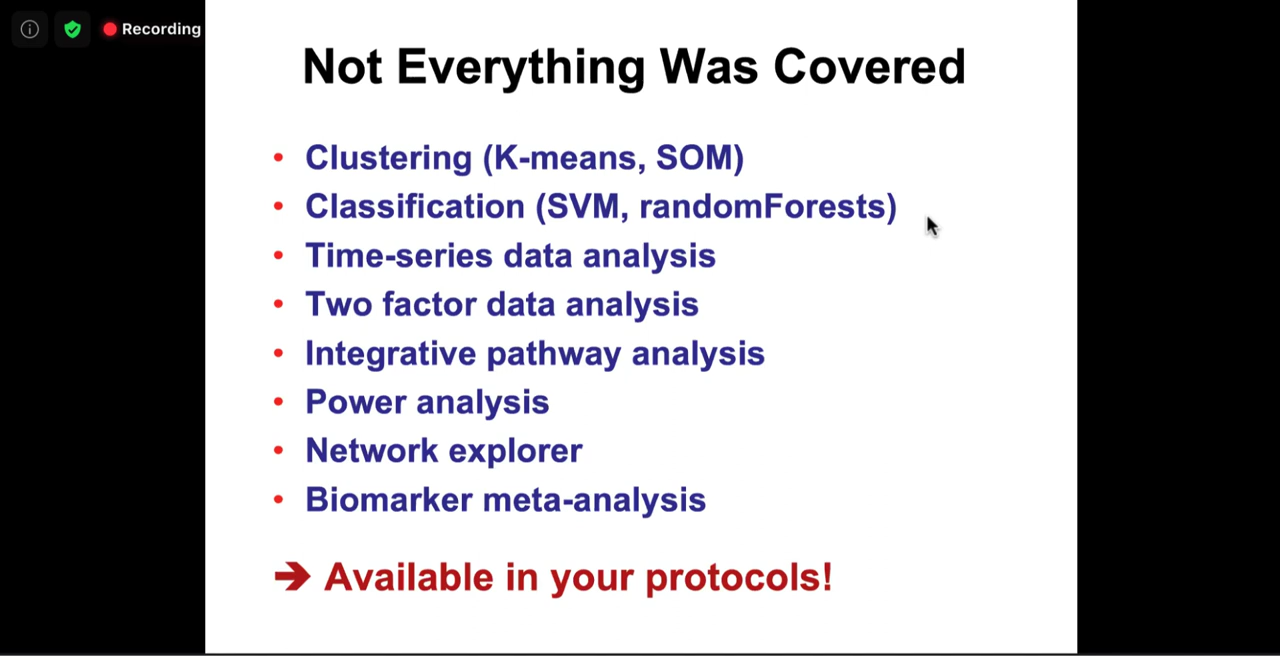 Recording
Not Everything Was Covered
• Clustering (K-means, SOM)
• Classification (SVM, randomForests)
• Time-series data analysis
• Two factor data analysis
• Integrative pathway analysis
• Power analysis
• Network explorer
• Biomarker meta-analysis
➔ Available in your protocols!